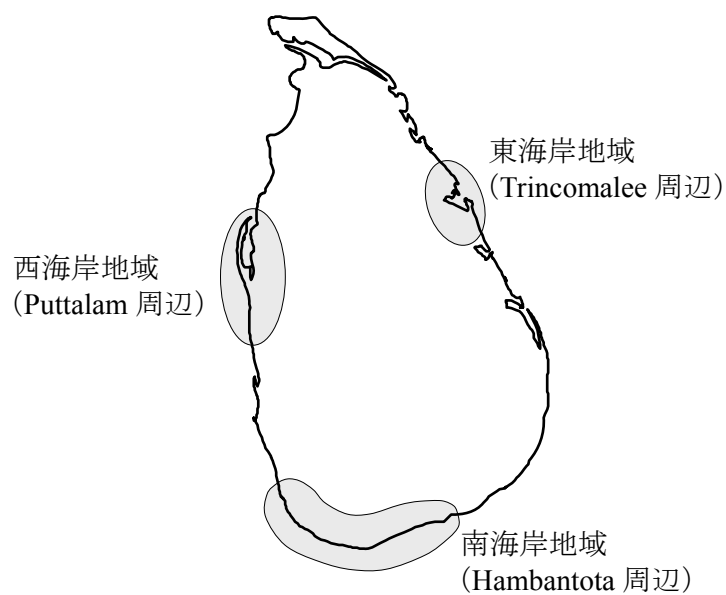 東海岸地域
(Trincomalee 周辺)
西海岸地域
(Puttalam 周辺)
南海岸地域
(Hambantota 周辺)